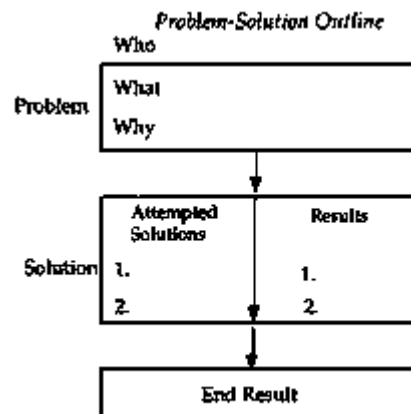 Problem-Solution Outline
Who
Problem
What
Why
Attempted
Solutions
Results
Solution
1.
1.
2.
2.
End Result